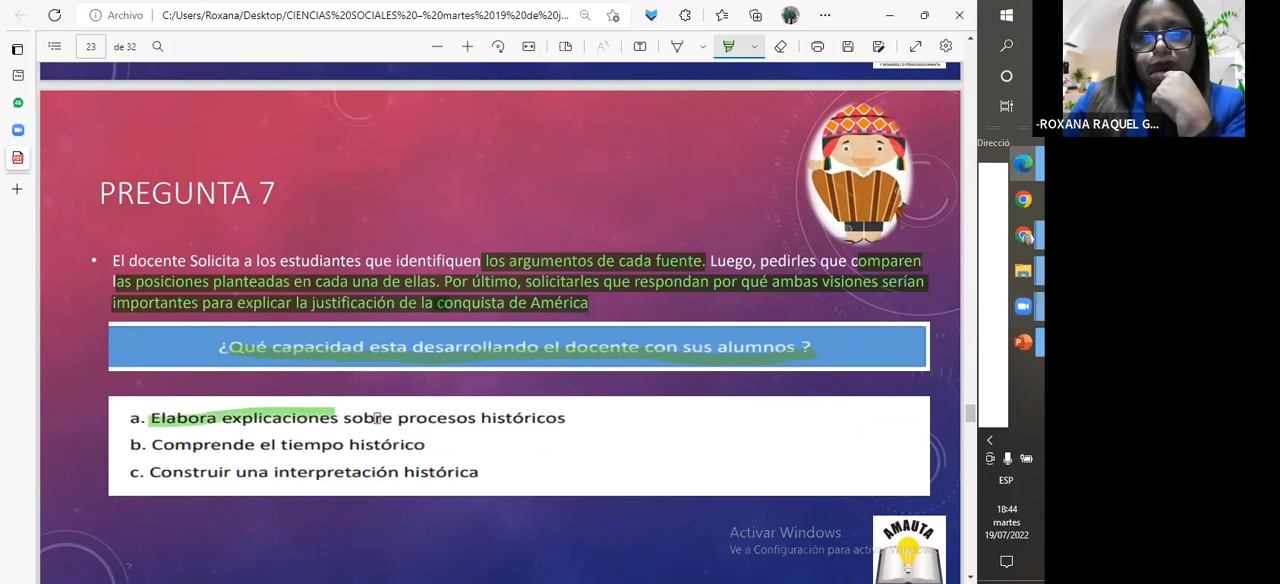 Archivo
C:/Users/Roxana/Desktop/CIENCIAS%20SOCIALES%20–%20martes%2019%20de%20j...
23 de 32
-ROXANA RAQUEL G...
Direcció
PREGUNTA 7
• El docente Solicita a los estudiantes que identifiquen los argumentos de cada fuente. Luego, pedirles que comparen
las posiciones planteadas en cada una de ellas. Por último, solicitarles que respondan por qué ambas visiones serían
importantes para explicar la justificación de la conquista de América
¿Qué capacidad esta desarrollando el docente con sus alumnos ?
a. Elabora explicaciones sobre procesos históricos
b. Comprende el tiempo histórico
c. Construir una interpretación histórica
ESP
18:44
martes
19/07/2022
Activar Windows
Ve a Configuración para activar Windows.
AMAUTA